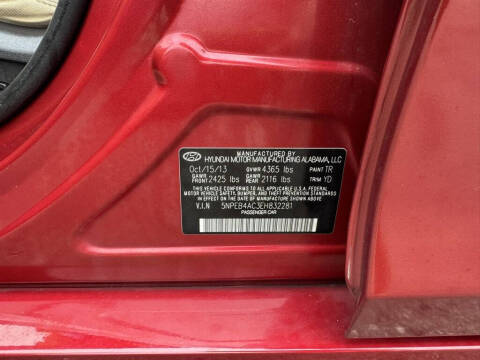 MANUFACTURED BY
HYUNDAI MOTOR MANUFACTURING ALABAMA, LLC
Oct/15/13 GVWR 4365 lbs PAINT TR
GAWR FRONT 2425 lbs GAWR REAR 2116 lbs TRIM YD
THIS VEHICLE CONFORMS TO ALL APPLICABLE U.S.A. FEDERAL
MOTOR VEHICLE SAFETY, BUMPER, AND THEFT PREVENTION STANDARDS
IN EFFECT ON THE DATE OF MANUFACTURE SHOWN ABOVE.
V.I.N 5NPEB4AC3EH832281
PASSENGER CAR